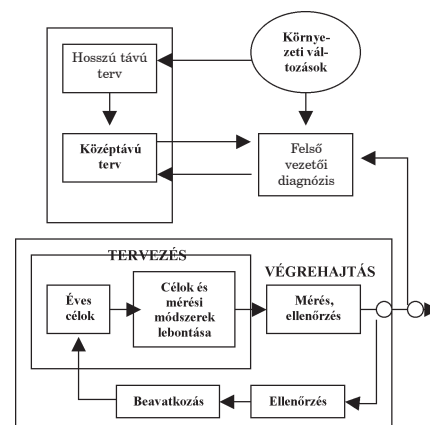 Környe-
zeti vál-
tozások
Hosszú távú
terv
Középtávú
terv
Felső
vezetői
diagnózis
TERVEZÉS
VÉGREHAJTÁS
Éves
célok
Célok és
mérési
módszerek
lebontása
Mérés,
ellenőrzés
Beavatkozás
Ellenőrzés